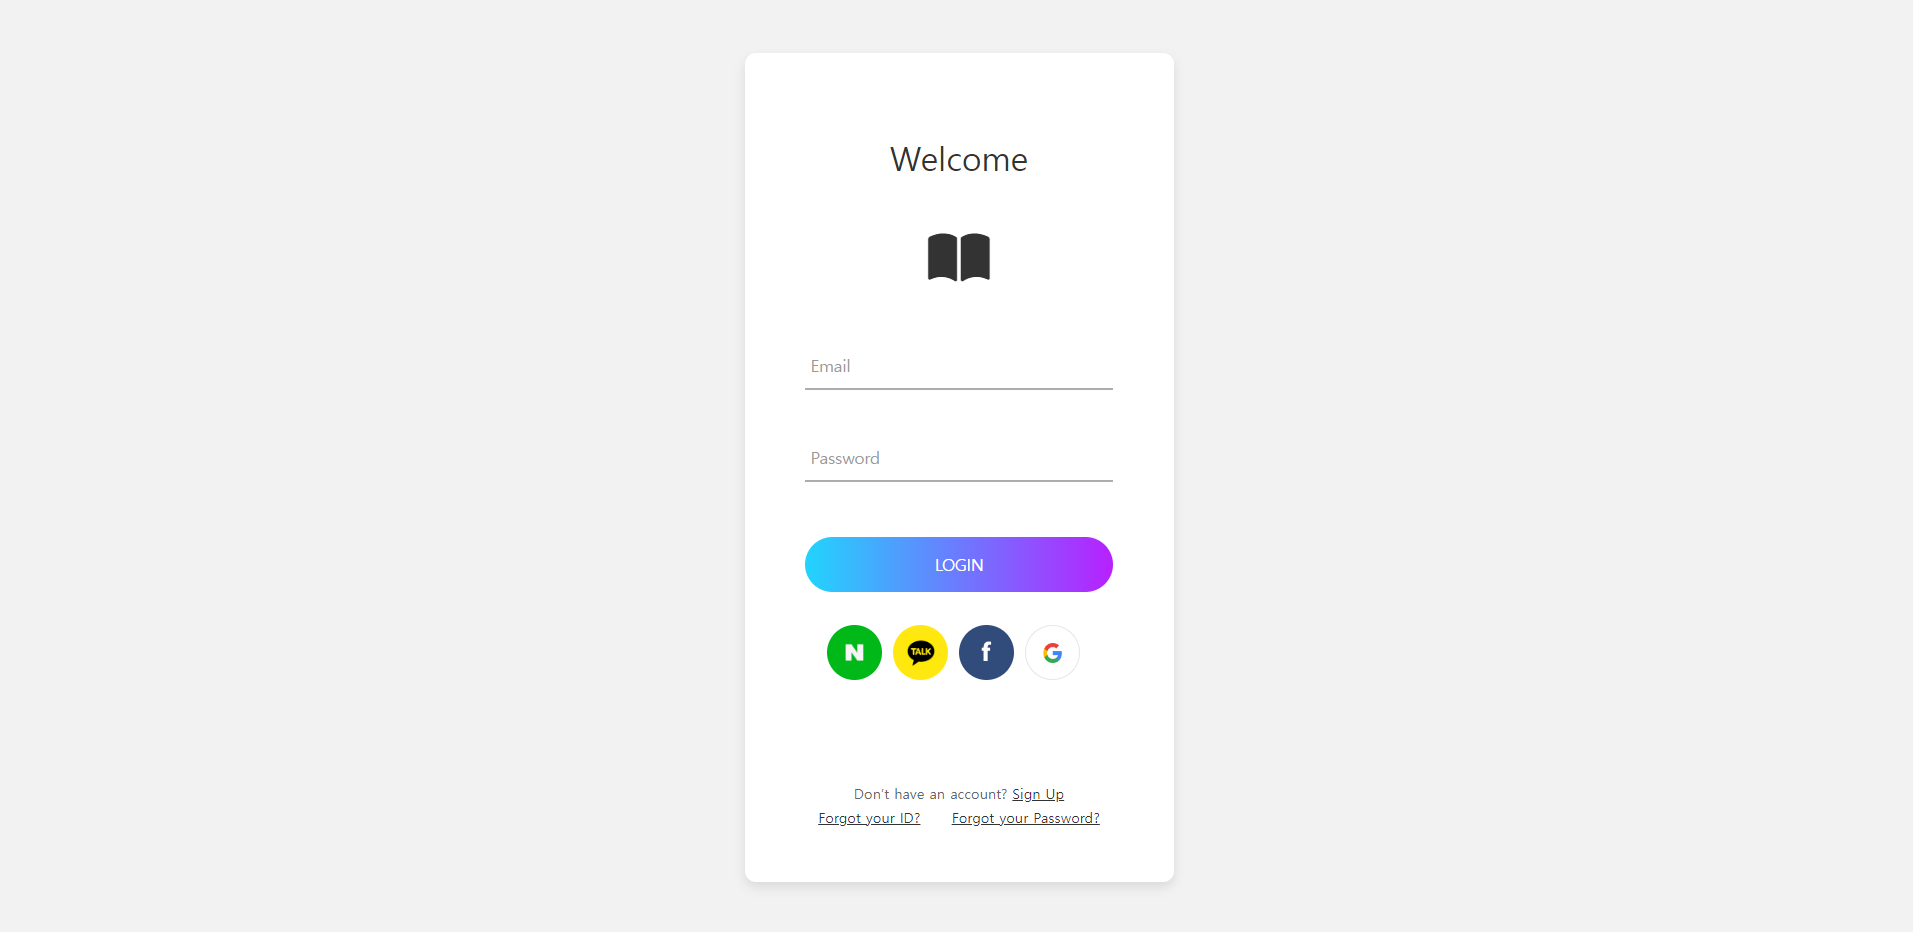 Welcome
Email
Password
LOGIN
N TALK f G
Don't have an account? Sign Up
Forgot your ID? Forgot your Password?